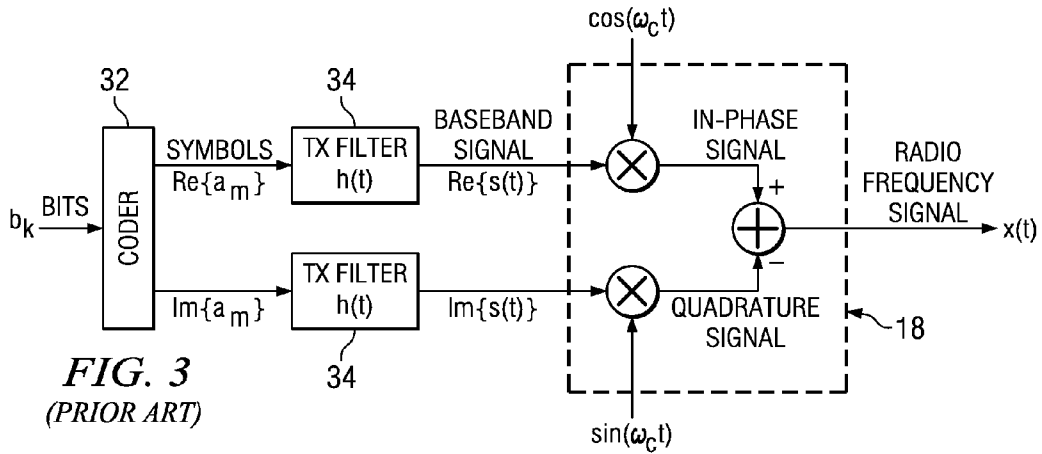 cos(ω_c t)
32
34
34
BITS
b_k
CODER
SYMBOLS
Re{a_m}
TX FILTER
h(t)
BASEBAND
SIGNAL
Re{s(t)}
IN-PHASE
SIGNAL
+
RADIO
FREQUENCY
SIGNAL
x(t)
−
Im{a_m}
TX FILTER
h(t)
Im{s(t)}
QUADRATURE
SIGNAL
18
sin(ω_c t)
FIG. 3
(PRIOR ART)